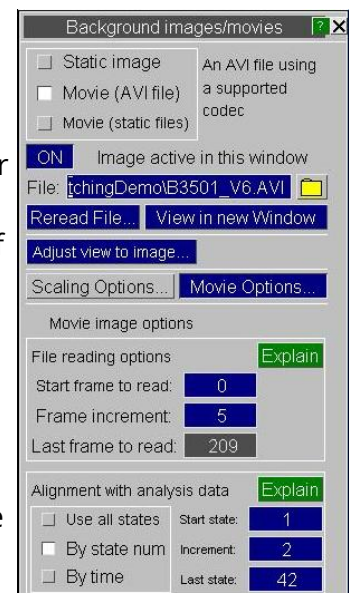 Background images/movies ? X
Static image
Movie (AVI file)
Movie (static files)
An AVI file using
a supported
codec
ON Image active in this window
File: tchingDemo\B3501_V6.AVI
Reread File... View in new Window
Adjust view to image...
Scaling Options... Movie Options...
Movie image options
File reading options Explain
Start frame to read: 0
Frame increment: 5
Last frame to read: 209
Alignment with analysis data Explain
Use all states Start state: 1
By state num Increment: 2
By time Last state: 42